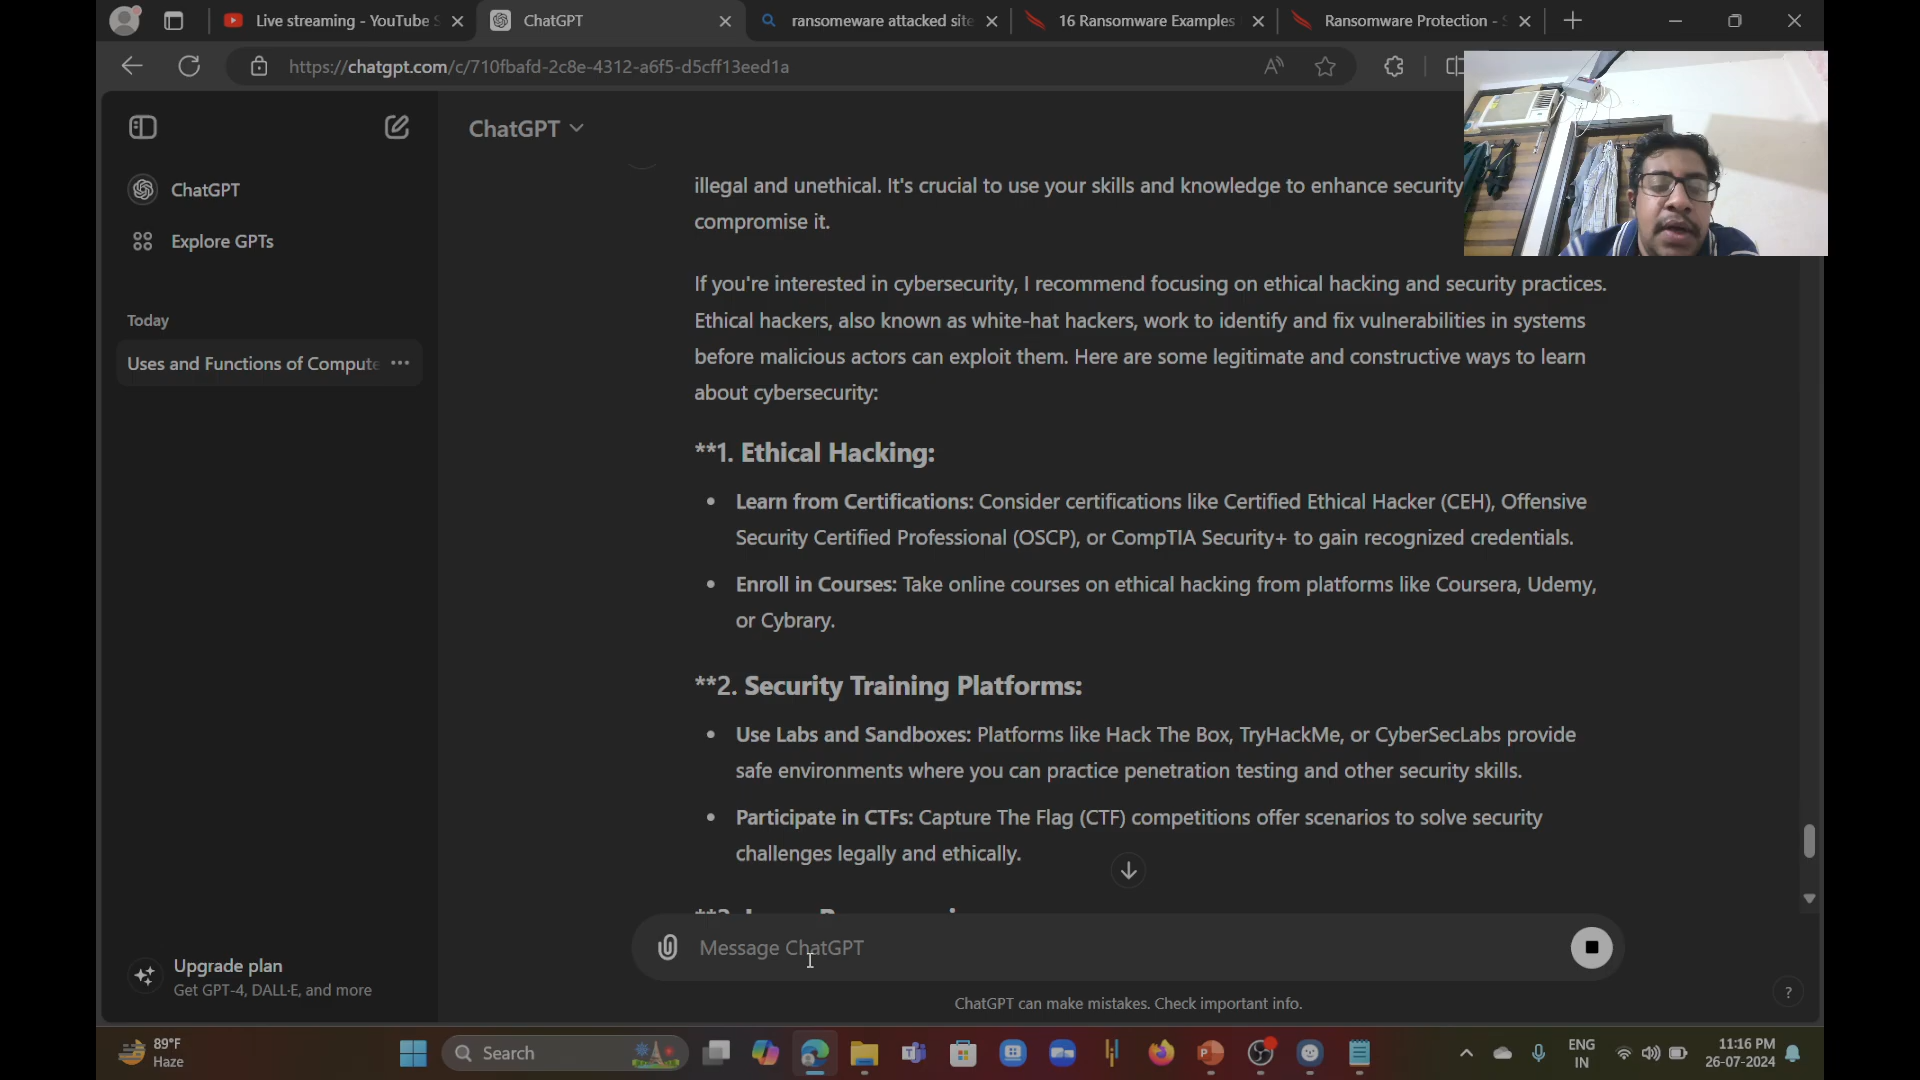 Live streaming - YouTube S
ChatGPT
ransomeware attacked site
16 Ransomware Examples
Ransomware Protection - S
https://chatgpt.com/c/710fbafd-2c8e-4312-a6f5-d5cff13eed1a
ChatGPT
Explore GPTs
Today
Uses and Functions of Compute
Upgrade plan
Get GPT-4, DALL·E, and more
ChatGPT
illegal and unethical. It's crucial to use your skills and knowledge to enhance security
compromise it.
If you're interested in cybersecurity, I recommend focusing on ethical hacking and security practices.
Ethical hackers, also known as white-hat hackers, work to identify and fix vulnerabilities in systems
before malicious actors can exploit them. Here are some legitimate and constructive ways to learn
about cybersecurity:
**1. Ethical Hacking:
• Learn from Certifications: Consider certifications like Certified Ethical Hacker (CEH), Offensive
Security Certified Professional (OSCP), or CompTIA Security+ to gain recognized credentials.
• Enroll in Courses: Take online courses on ethical hacking from platforms like Coursera, Udemy,
or Cybrary.
**2. Security Training Platforms:
• Use Labs and Sandboxes: Platforms like Hack The Box, TryHackMe, or CyberSecLabs provide
safe environments where you can practice penetration testing and other security skills.
• Participate in CTFs: Capture The Flag (CTF) competitions offer scenarios to solve security
challenges legally and ethically.
Message ChatGPT
ChatGPT can make mistakes. Check important info.
?
89°F
Haze
Search
ENG
IN
11:16 PM
26-07-2024